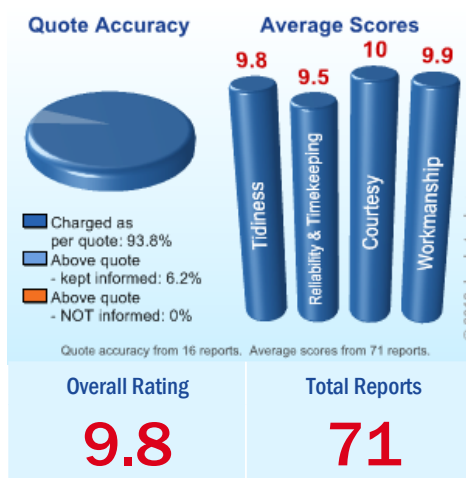 Quote Accuracy
Average Scores
9.8
9.5
10
9.9
Tidiness
Reliability & Timekeeping
Courtesy
Workmanship
Charged as
per quote: 93.8%
Above quote
- kept informed: 6.2%
Above quote
- NOT informed: 0%
Quote accuracy from 16 reports. Average scores from 71 reports.
Overall Rating
Total Reports
9.8
71